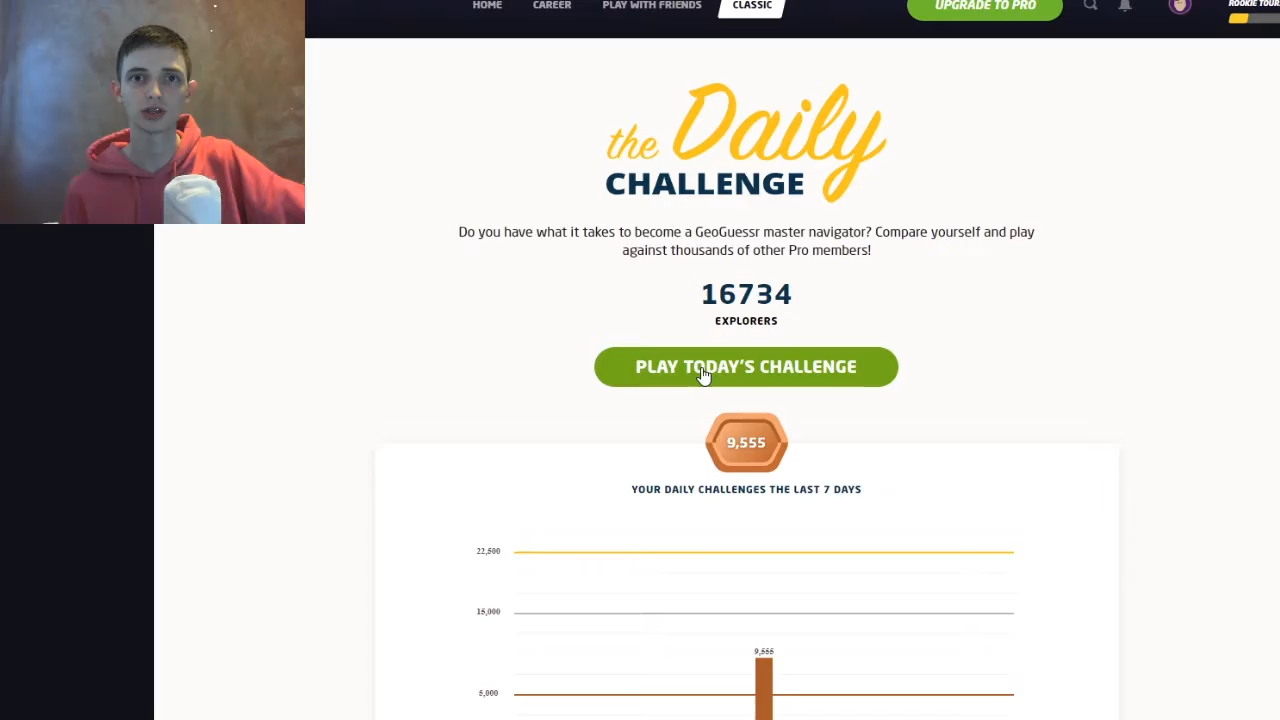 HOME CAREER PLAY WITH FRIENDS CLASSIC UPGRADE TO PRO ROOKIE TOUR
the Daily
CHALLENGE
Do you have what it takes to become a GeoGuessr master navigator? Compare yourself and play
against thousands of other Pro members!
16734
EXPLORERS
PLAY TODAY'S CHALLENGE
9,555
YOUR DAILY CHALLENGES THE LAST 7 DAYS
22,500
15,000
9,555
5,000